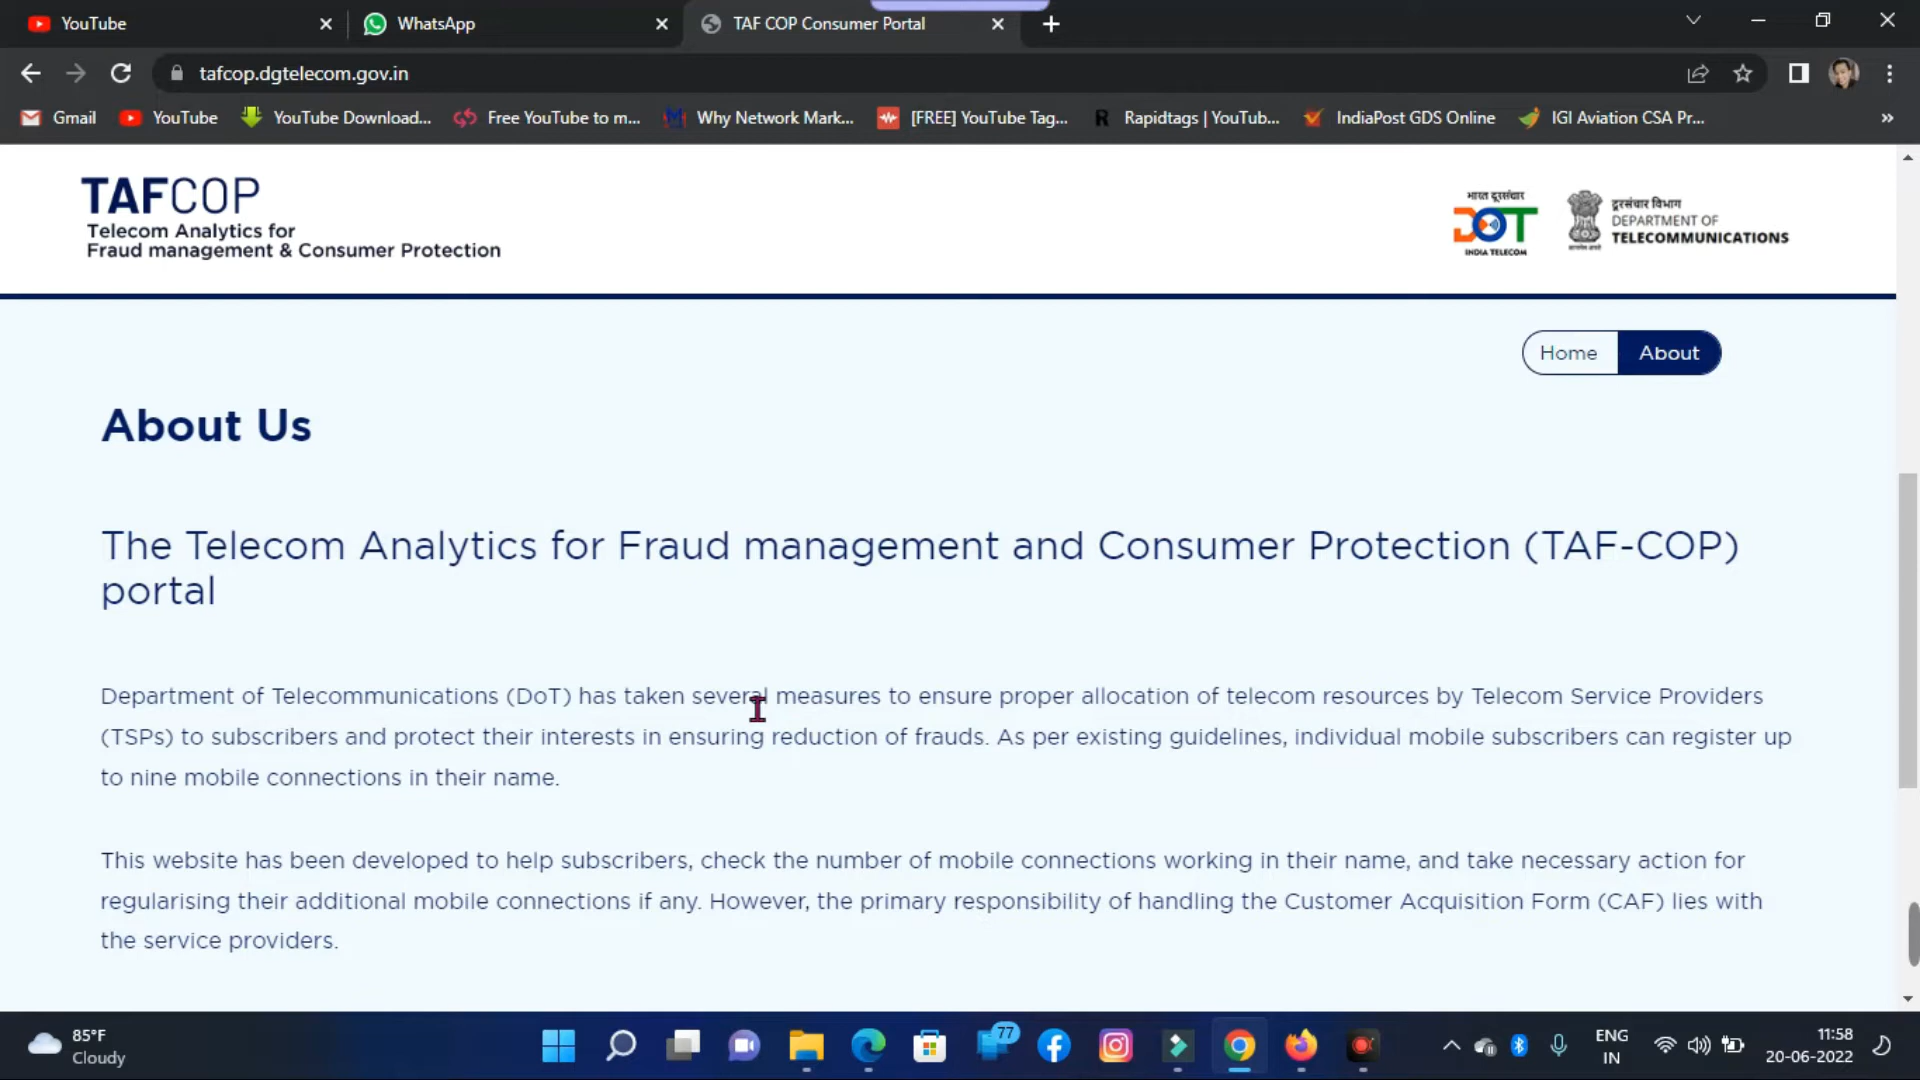 YouTube
WhatsApp
TAF COP Consumer Portal
tafcop.dgtelecom.gov.in
Gmail
YouTube
YouTube Download...
Free YouTube to m...
Why Network Mark...
[FREE] YouTube Tag...
Rapidtags | YouTub...
IndiaPost GDS Online
IGI Aviation CSA Pr...
TAFCOP
Telecom Analytics for
Fraud management & Consumer Protection
भारत दूरसंचार
DOT
INDIA TELECOM
दूरसंचार विभाग
DEPARTMENT OF
TELECOMMUNICATIONS
Home
About
About Us
The Telecom Analytics for Fraud management and Consumer Protection (TAF-COP)
portal
Department of Telecommunications (DoT) has taken several measures to ensure proper allocation of telecom resources by Telecom Service Providers
(TSPs) to subscribers and protect their interests in ensuring reduction of frauds. As per existing guidelines, individual mobile subscribers can register up
to nine mobile connections in their name.
This website has been developed to help subscribers, check the number of mobile connections working in their name, and take necessary action for
regularising their additional mobile connections if any. However, the primary responsibility of handling the Customer Acquisition Form (CAF) lies with
the service providers.
85°F
Cloudy
77
ENG
IN
11:58
20-06-2022